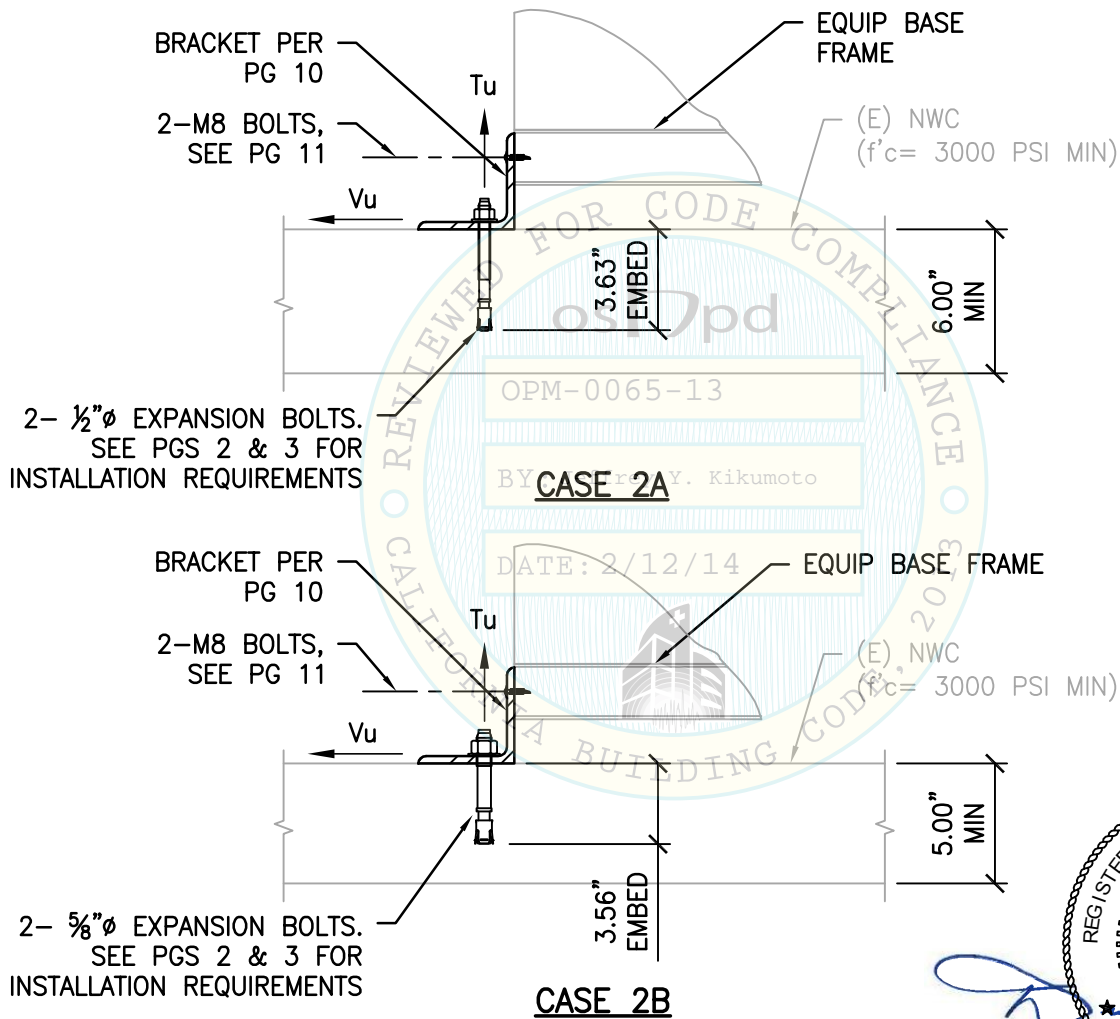 BRACKET PER
PG 10
EQUIP BASE
FRAME
Tu
2-M8 BOLTS,
SEE PG 11
(E) NWC
(f'c= 3000 PSI MIN)
Vu
3.63"
EMBED
6.00"
MIN
2- ½"ø EXPANSION BOLTS.
SEE PGS 2 & 3 FOR
INSTALLATION REQUIREMENTS
REVIEWED FOR CODE COMPLIANCE
oshpd
OPM-0065-13
BY: Y. Kikumoto
CASE 2A
DATE: 2/12/14
CALIFORNIA BUILDING CODE, 2013
BRACKET PER
PG 10
EQUIP BASE FRAME
Tu
2-M8 BOLTS,
SEE PG 11
(E) NWC
(f'c= 3000 PSI MIN)
Vu
3.56"
EMBED
5.00"
MIN
2- ⅝"ø EXPANSION BOLTS.
SEE PGS 2 & 3 FOR
INSTALLATION REQUIREMENTS
CASE 2B